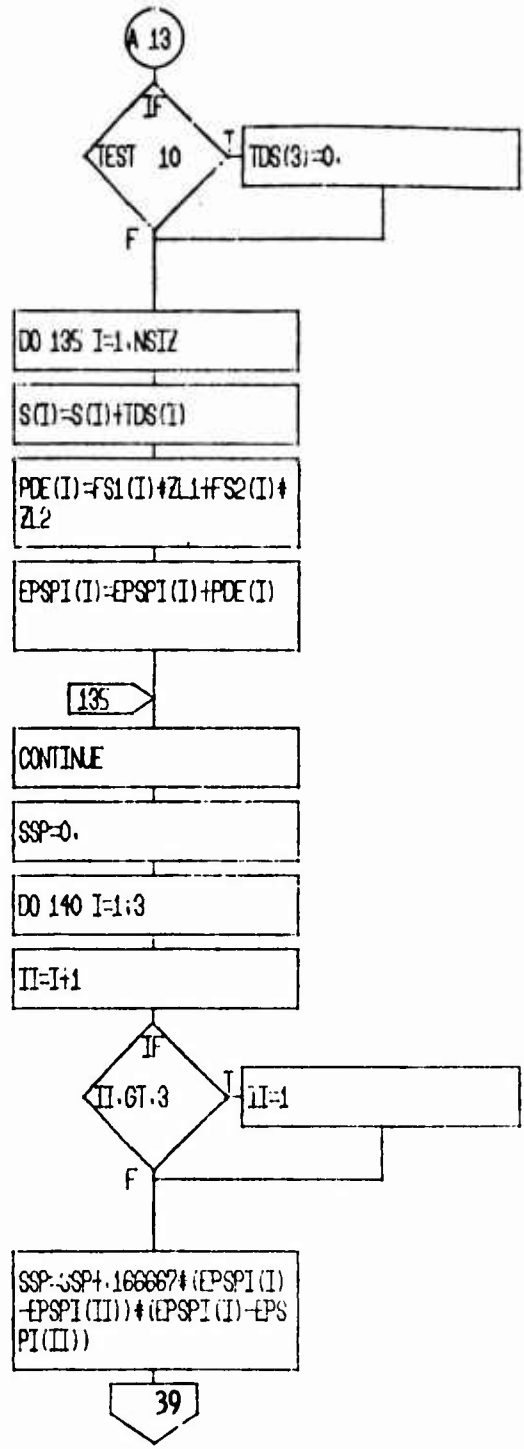 A 13
IF
TEST 10
T
TDS(3)=0.
F
DO 135 I=1,NSIZ
S(I)=S(I)+TDS(I)
PDE(I)=FS1(I)*ZL1+FS2(I)*
ZL2
EPSPI(I)=EPSPI(I)+PDE(I)
135
CONTINUE
SSP=0.
DO 140 I=1,3
II=I+1
IF
II.GT.3
T
II=1
F
SSP=SSP+.166667*(EPSPI(I)
-EPSPI(II))*(EPSPI(I)-EPS
PI(II))
39